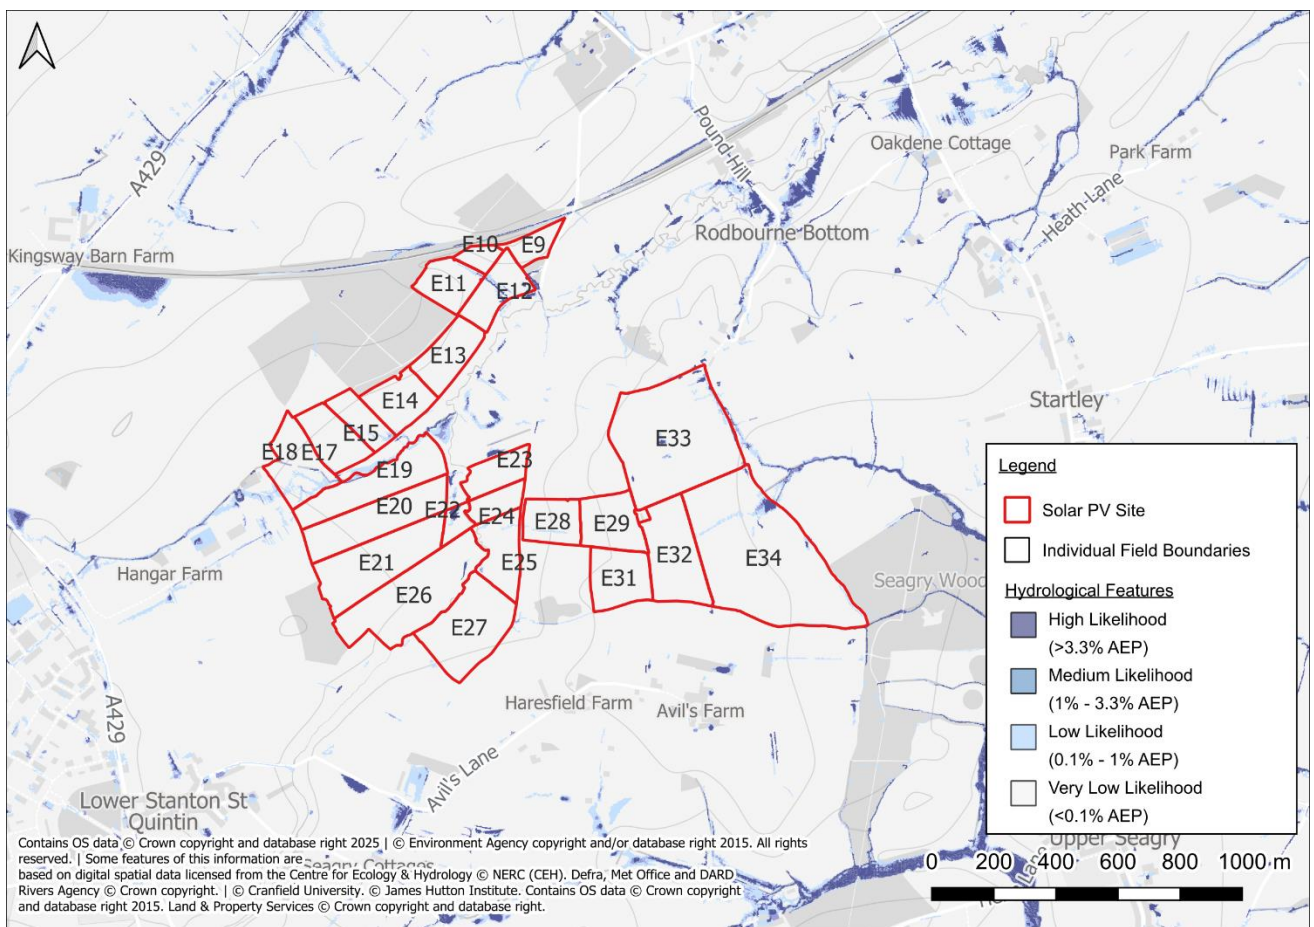 A429
Pound Hill
Oakdene Cottage
Park Farm
Heath Lane
Kingsway Barn Farm
Rodbourne Bottom
E10
E9
E11
E12
E13
E14
E15
E18
E17
E19
E20
E22
E23
E24
E21
E25
E26
E27
E28
E29
E31
E32
E33
E34
Startley
Hangar Farm
Seagry Wood
Haresfield Farm
Avil's Farm
Avil's Lane
A429
Lower Stanton St
Quintin
Seagry Cottages
Upper Seagry
Legend
Solar PV Site
Individual Field Boundaries
Hydrological Features
High Likelihood
(>3.3% AEP)
Medium Likelihood
(1% - 3.3% AEP)
Low Likelihood
(0.1% - 1% AEP)
Very Low Likelihood
(<0.1% AEP)
0 200 400 600 800 1000 m
Contains OS data © Crown copyright and database right 2025 | © Environment Agency copyright and/or database right 2015. All rights
reserved. | Some features of this information are
based on digital spatial data licensed from the Centre for Ecology & Hydrology © NERC (CEH). Defra, Met Office and DARD
Rivers Agency © Crown copyright. | © Cranfield University. © James Hutton Institute. Contains OS data © Crown copyright
and database right 2015. Land & Property Services © Crown copyright and database right.